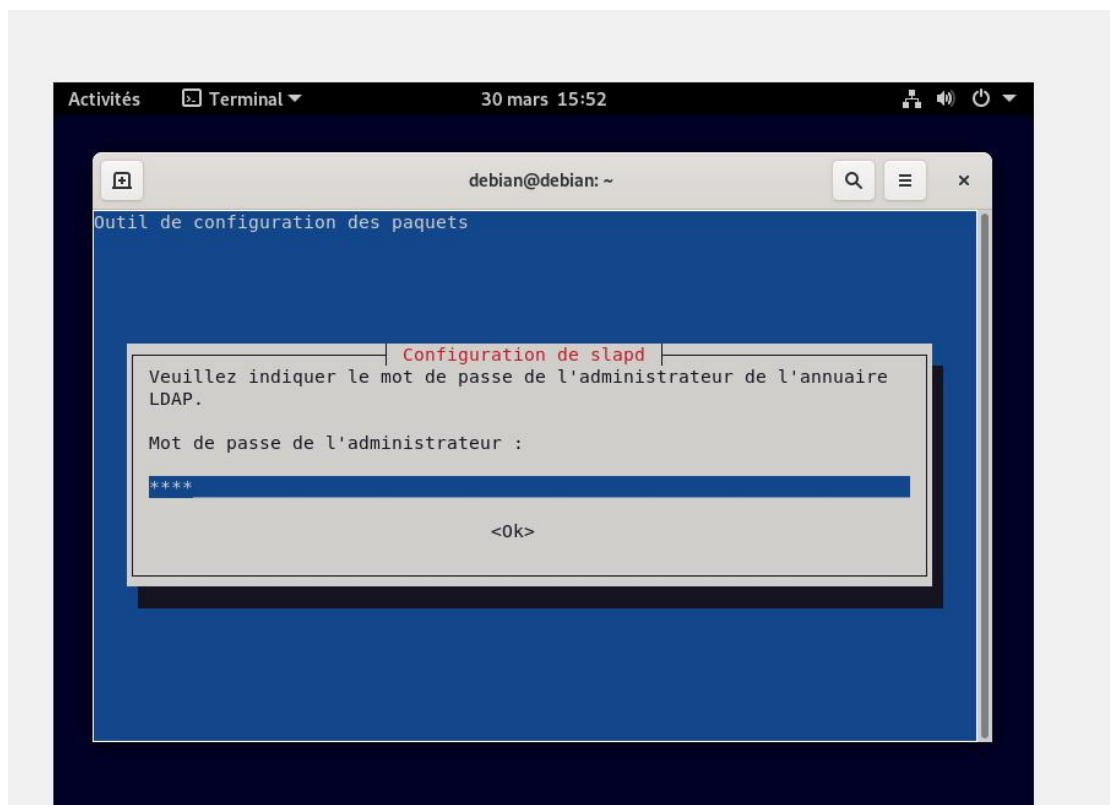 Activités Terminal 30 mars 15:52
debian@debian: ~
Outil de configuration des paquets
Configuration de slapd
Veuillez indiquer le mot de passe de l'administrateur de l'annuaire
LDAP.
Mot de passe de l'administrateur :
****
<Ok>